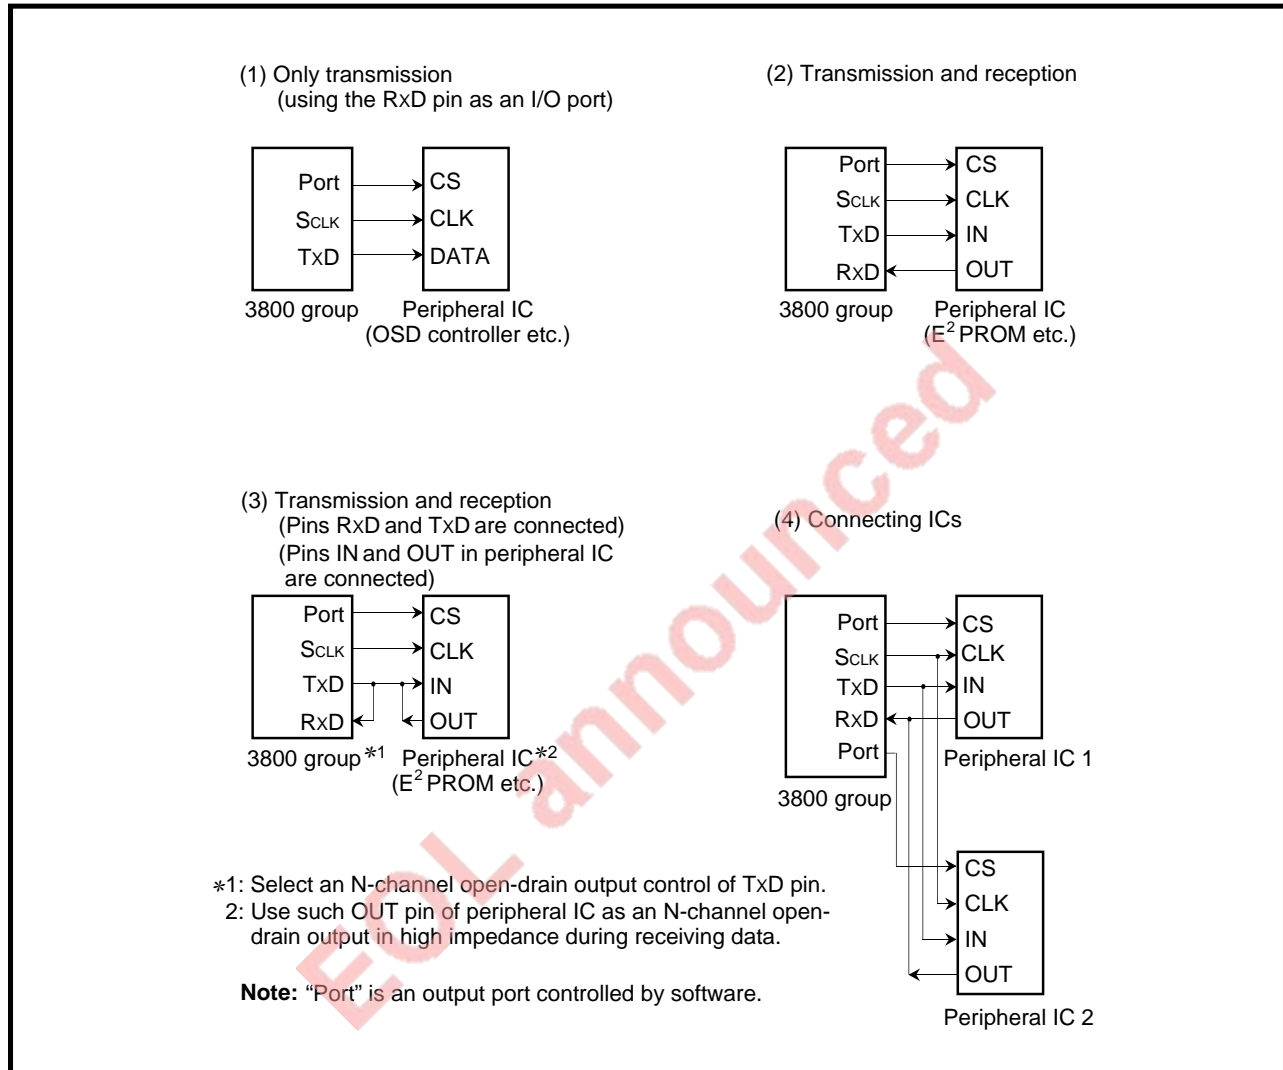 (1) Only transmission
(using the RxD pin as an I/O port)
Port
SCLK
TxD
CS
CLK
DATA
3800 group
Peripheral IC
(OSD controller etc.)
(2) Transmission and reception
Port
SCLK
TxD
RxD
CS
CLK
IN
OUT
3800 group
Peripheral IC
(E2 PROM etc.)
(3) Transmission and reception
(Pins RxD and TxD are connected)
(Pins IN and OUT in peripheral IC
are connected)
Port
SCLK
TxD
RxD
CS
CLK
IN
OUT
3800 group*1
Peripheral IC*2
(E2 PROM etc.)
(4) Connecting ICs
Port
SCLK
TxD
RxD
Port
CS
CLK
IN
OUT
3800 group
Peripheral IC 1
CS
CLK
IN
OUT
Peripheral IC 2
*1: Select an N-channel open-drain output control of TxD pin.
2: Use such OUT pin of peripheral IC as an N-channel open-
drain output in high impedance during receiving data.
Note: “Port” is an output port controlled by software.
EOL announced